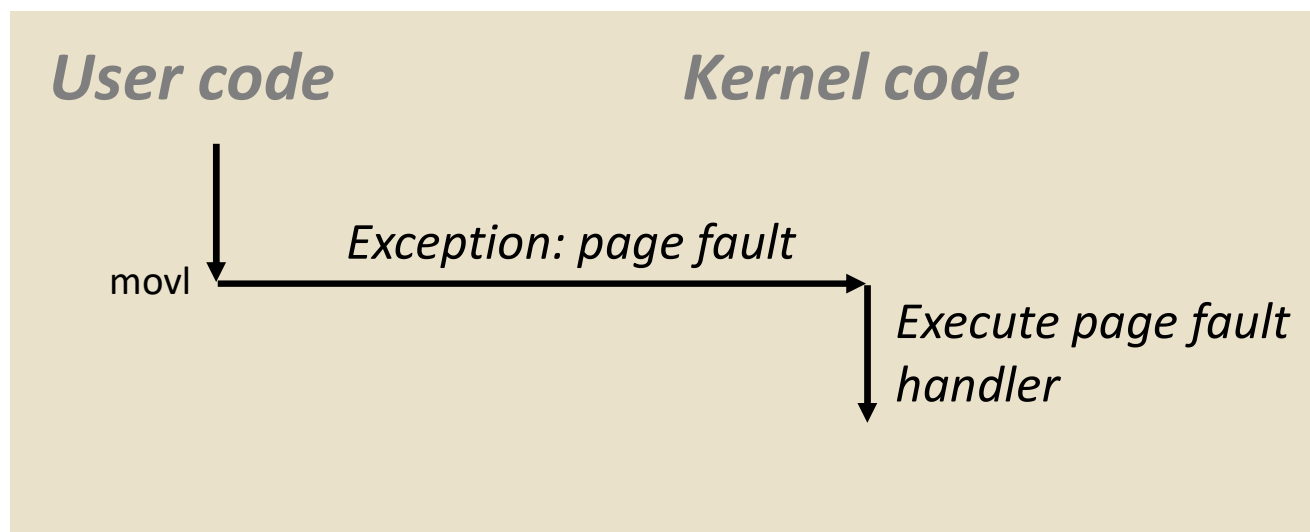 User code
Kernel code
Exception: page fault
movl
Execute page fault
handler